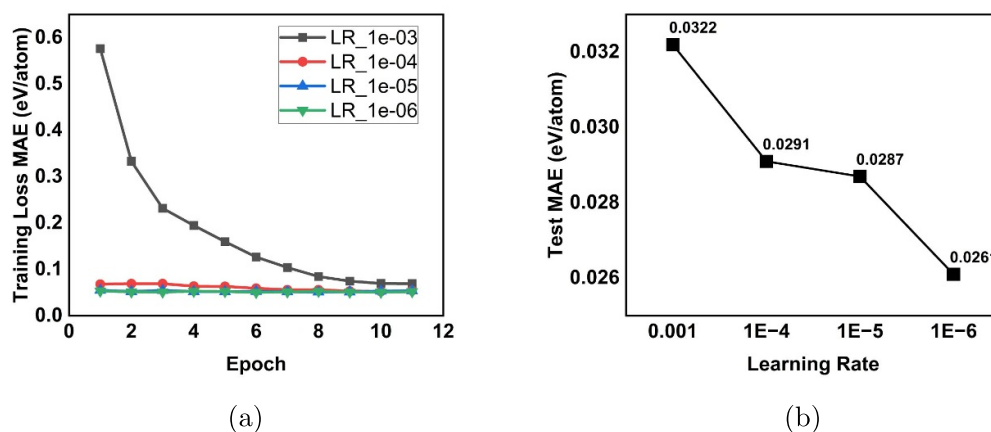 Training Loss MAE (eV/atom)
0.6
0.5
0.4
0.3
0.2
0.1
0.0
0 2 4 6 8 10 12
Epoch
LR_1e-03
LR_1e-04
LR_1e-05
LR_1e-06
(a)
Test MAE (eV/atom)
0.032
0.030
0.028
0.026
0.0322
0.0291
0.0287
0.0261
0.001 1E−4 1E−5 1E−6
Learning Rate
(b)